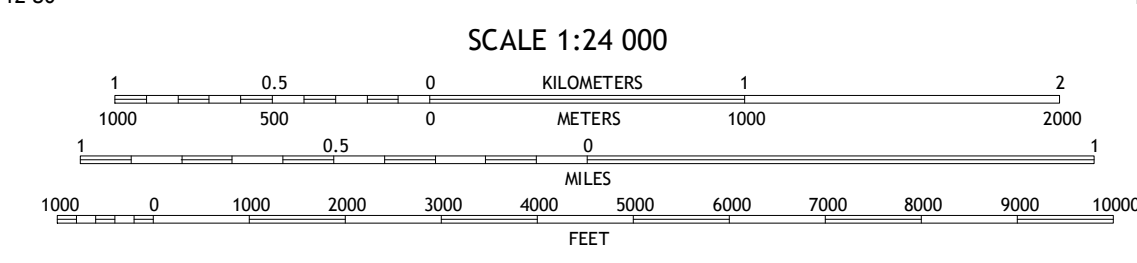 SCALE 1:24 000
1 0.5 0 KILOMETERS 1 2
1000 500 0 METERS 1000 2000
1 0.5 0 1
MILES
1000 0 1000 2000 3000 4000 5000 6000 7000 8000 9000 10000
FEET